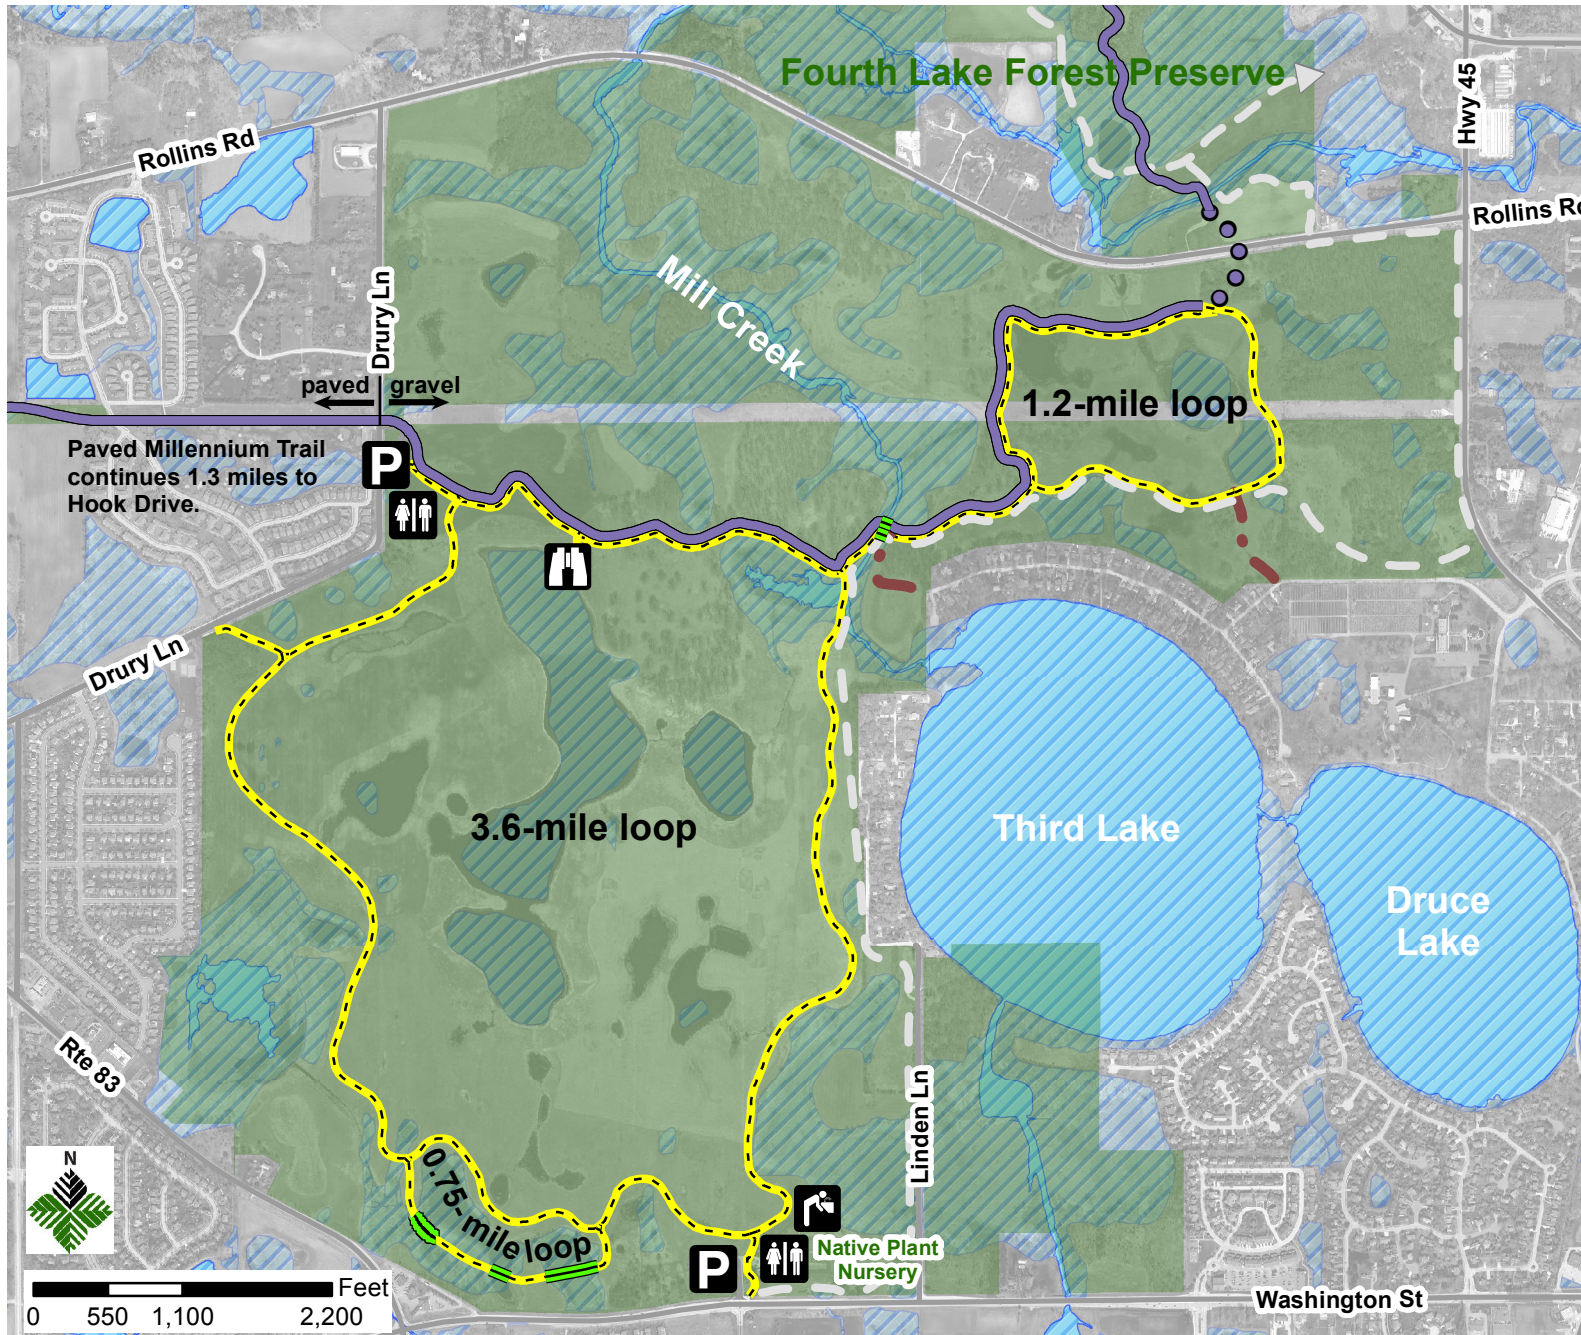 Fourth Lake Forest Preserve
Hwy 45
Rollins Rd
Rollins Rd
Mill Creek
Drury Ln
paved
gravel
1.2-mile loop
P
Paved Millennium Trail
continues 1.3 miles to
Hook Drive.
Drury Ln
3.6-mile loop
Third Lake
Druce
Lake
Rte 83
Linden Ln
N
0.75-mile loop
P
Native Plant
Nursery
Feet
0 550 1,100 2,200
Washington St